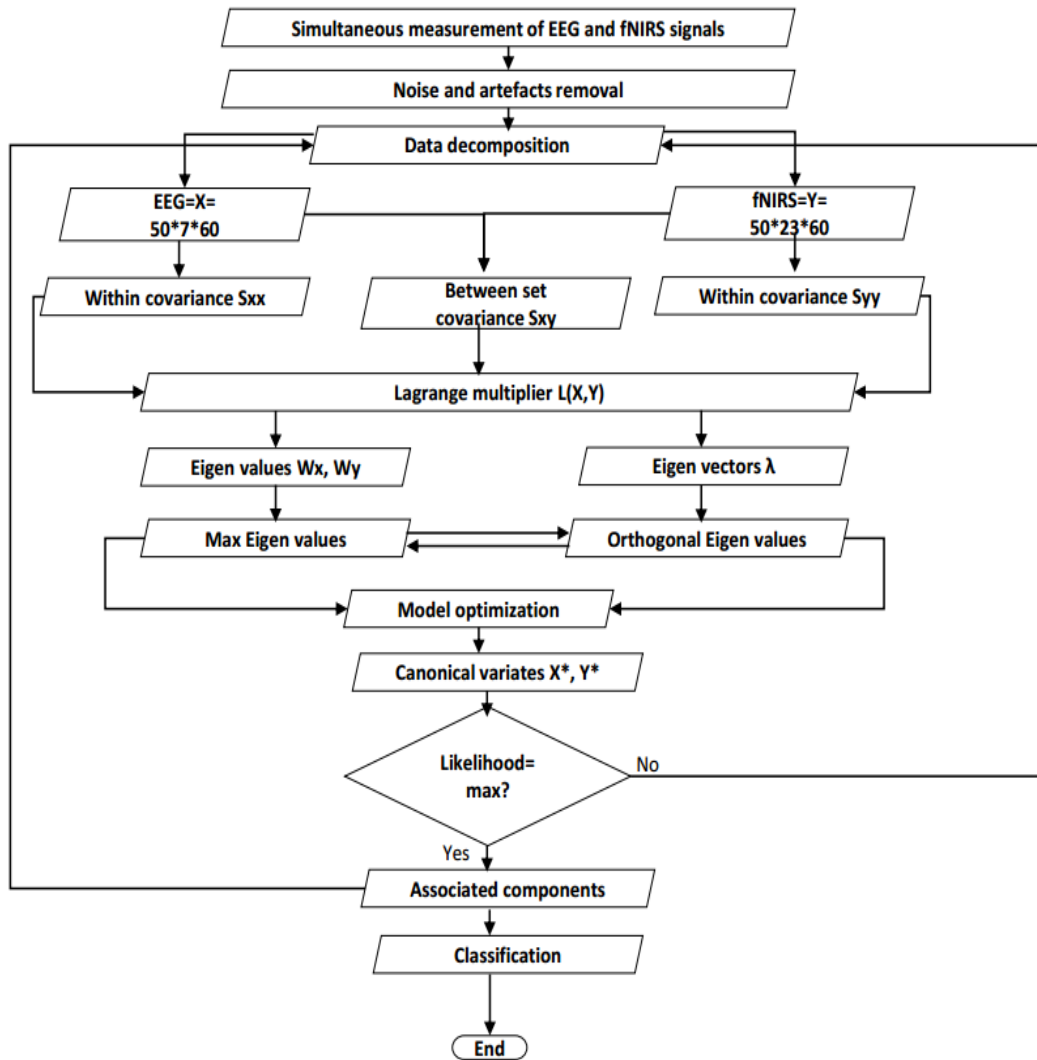 Simultaneous measurement of EEG and fNIRS signals
Noise and artefacts removal
Data decomposition
EEG=X=
50*7*60
fNIRS=Y=
50*23*60
Within covariance Sxx
Between set
covariance Sxy
Within covariance Syy
Lagrange multiplier L(X,Y)
Eigen values Wx, Wy
Eigen vectors λ
Max Eigen values
Orthogonal Eigen values
Model optimization
Canonical variates X*, Y*
Likelihood=
max?
No
Yes
Associated components
Classification
End